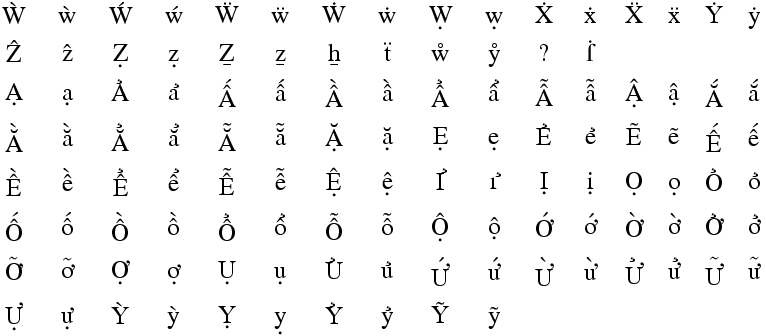 Ẁ ẁ Ẃ ẃ Ẅ ẅ Ẇ ẇ Ẉ ẉ Ẋ ẋ Ẍ ẍ Ẏ ẏ
Ẑ ẑ Ẓ ẓ Ẕ ẕ ẖ ẗ ẘ ẙ ? ẛ
Ạ ạ Ả ả Ấ ấ Ầ ầ Ẩ ẩ Ẫ ẫ Ậ ậ Ắ ắ
Ằ ằ Ẳ ẳ Ẵ ẵ Ặ ặ Ẹ ẹ Ẻ ẻ Ẽ ẽ Ế ế
Ề ề Ể ể Ễ ễ Ệ ệ Ỉ ỉ Ị ị Ọ ọ Ỏ ỏ
Ố ố Ồ ồ Ổ ổ Ỗ ỗ Ộ ộ Ớ ớ Ờ ờ Ở ở
Ỡ ỡ Ợ ợ Ụ ụ Ủ ủ Ứ ứ Ừ ừ Ử ử Ữ ữ
Ự ự Ỳ ỳ Ỵ ỵ Ỷ ỷ Ỹ ỹ